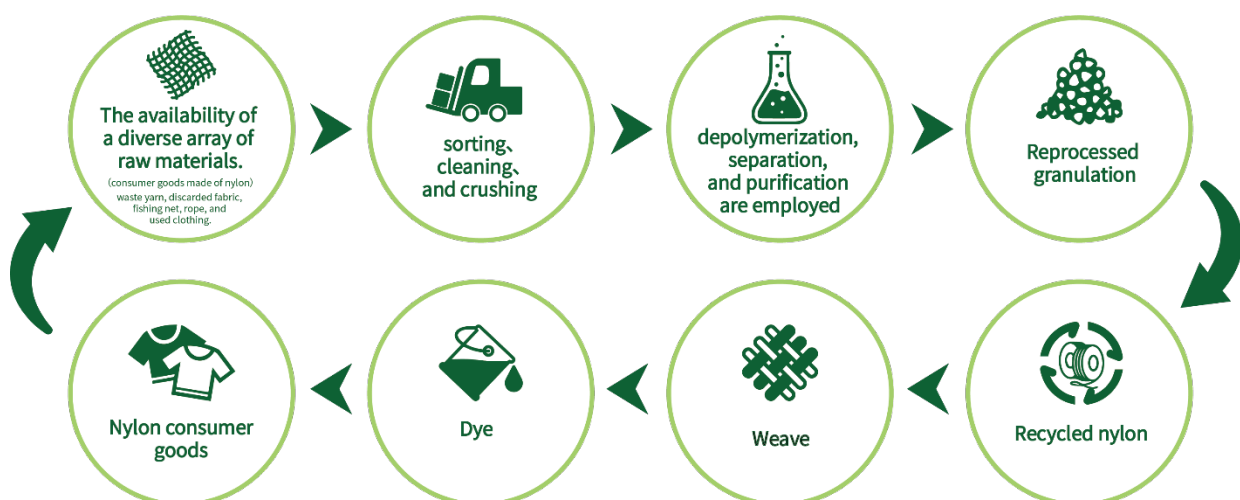 The availability of
a diverse array of
raw materials.
(consumer goods made of nylon)
waste yarn, discarded fabric,
fishing net, rope, and
used clothing.
sorting、
cleaning,
and crushing
depolymerization,
separation,
and purification
are employed
Reprocessed
granulation
Nylon consumer
goods
Dye
Weave
Recycled nylon